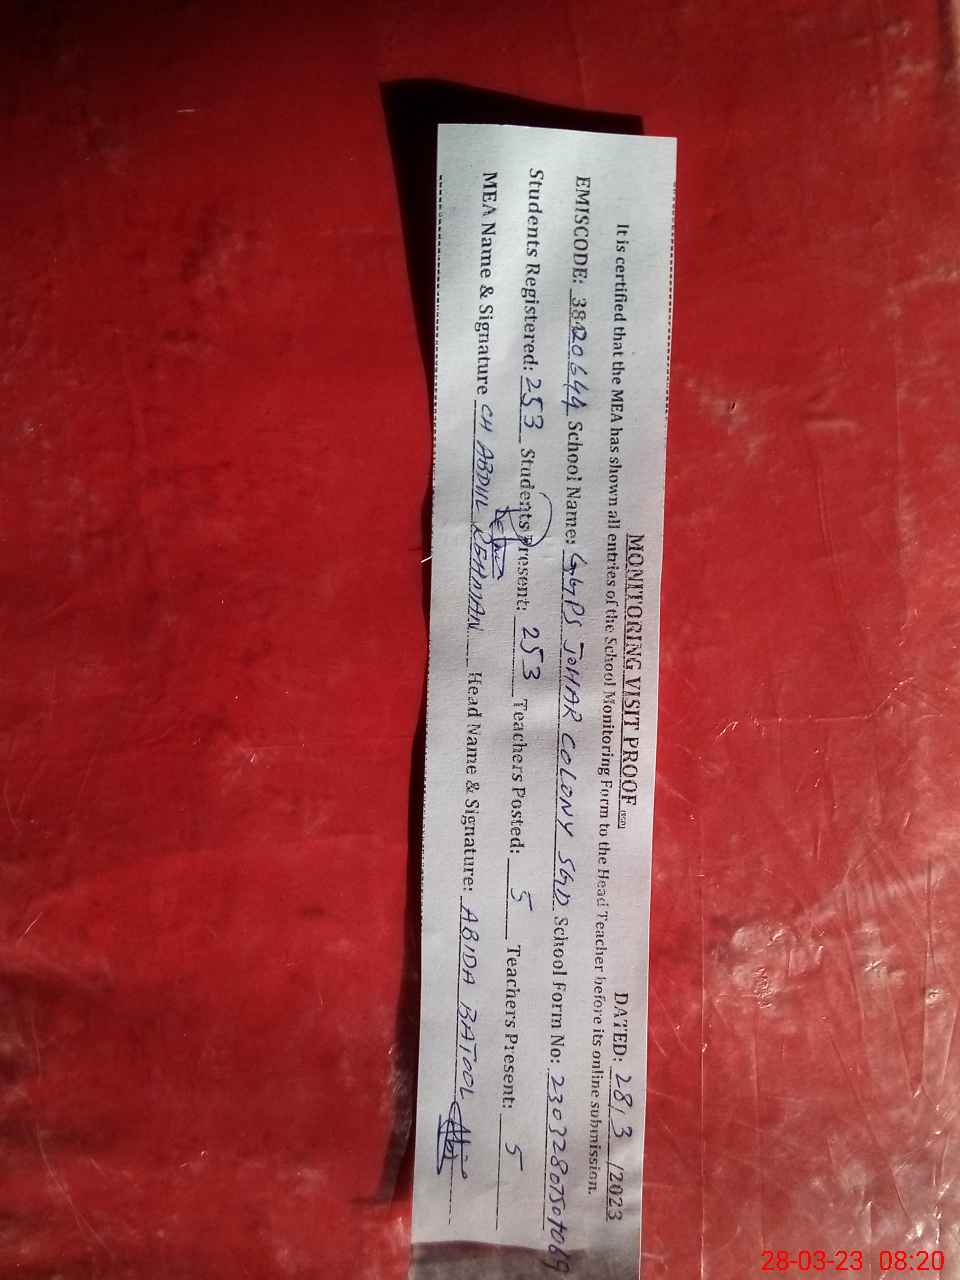 MONITORING VISIT PROOF DATED: 28/3/2023
It is certified that the MEA has shown all entries of the School Monitoring Form to the Head Teacher before its online submission.
EMISCODE: 38120644 School Name: GGPS JOHAR COLONY SGD School Form No:
Students Registered: 253 Students Present: 253 Teachers Posted: 5 Teachers Present: 5
MEA Name & Signature CH ABDUL REHMAN Head Name & Signature: ABIDA BATOOL
28-03-23 08:20